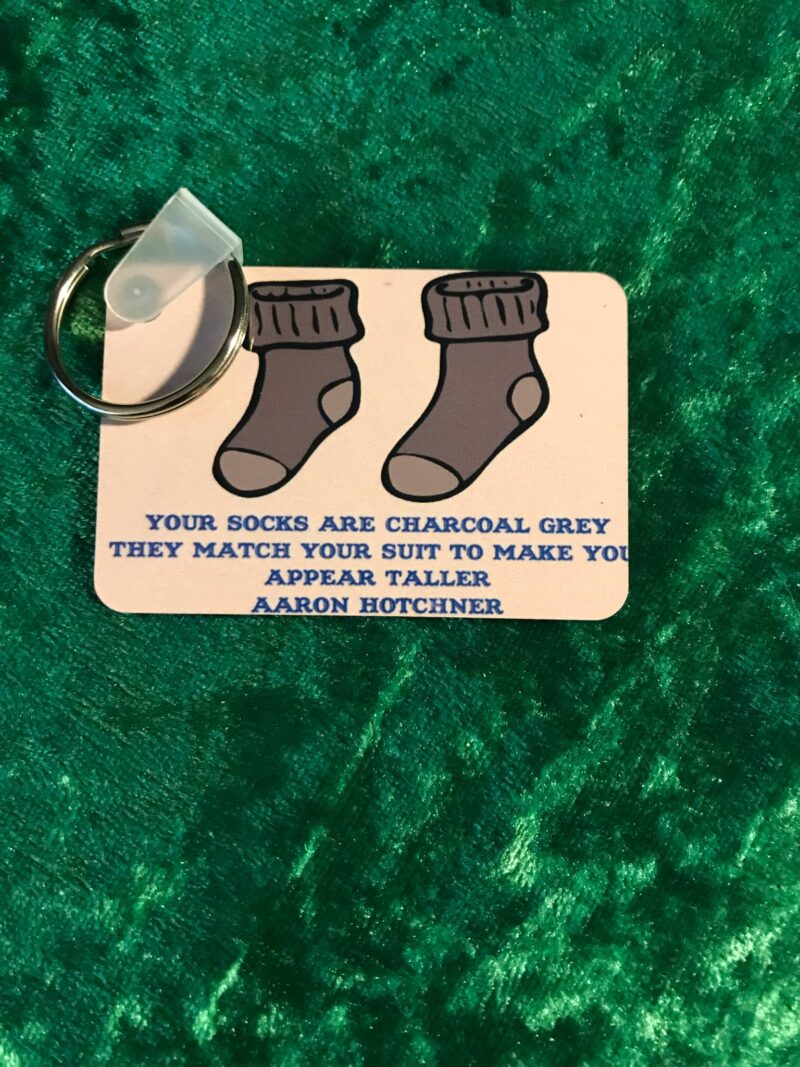 YOUR SOCKS ARE CHARCOAL GREY
THEY MATCH YOUR SUIT TO MAKE YOU
APPEAR TALLER
AARON HOTCHNER